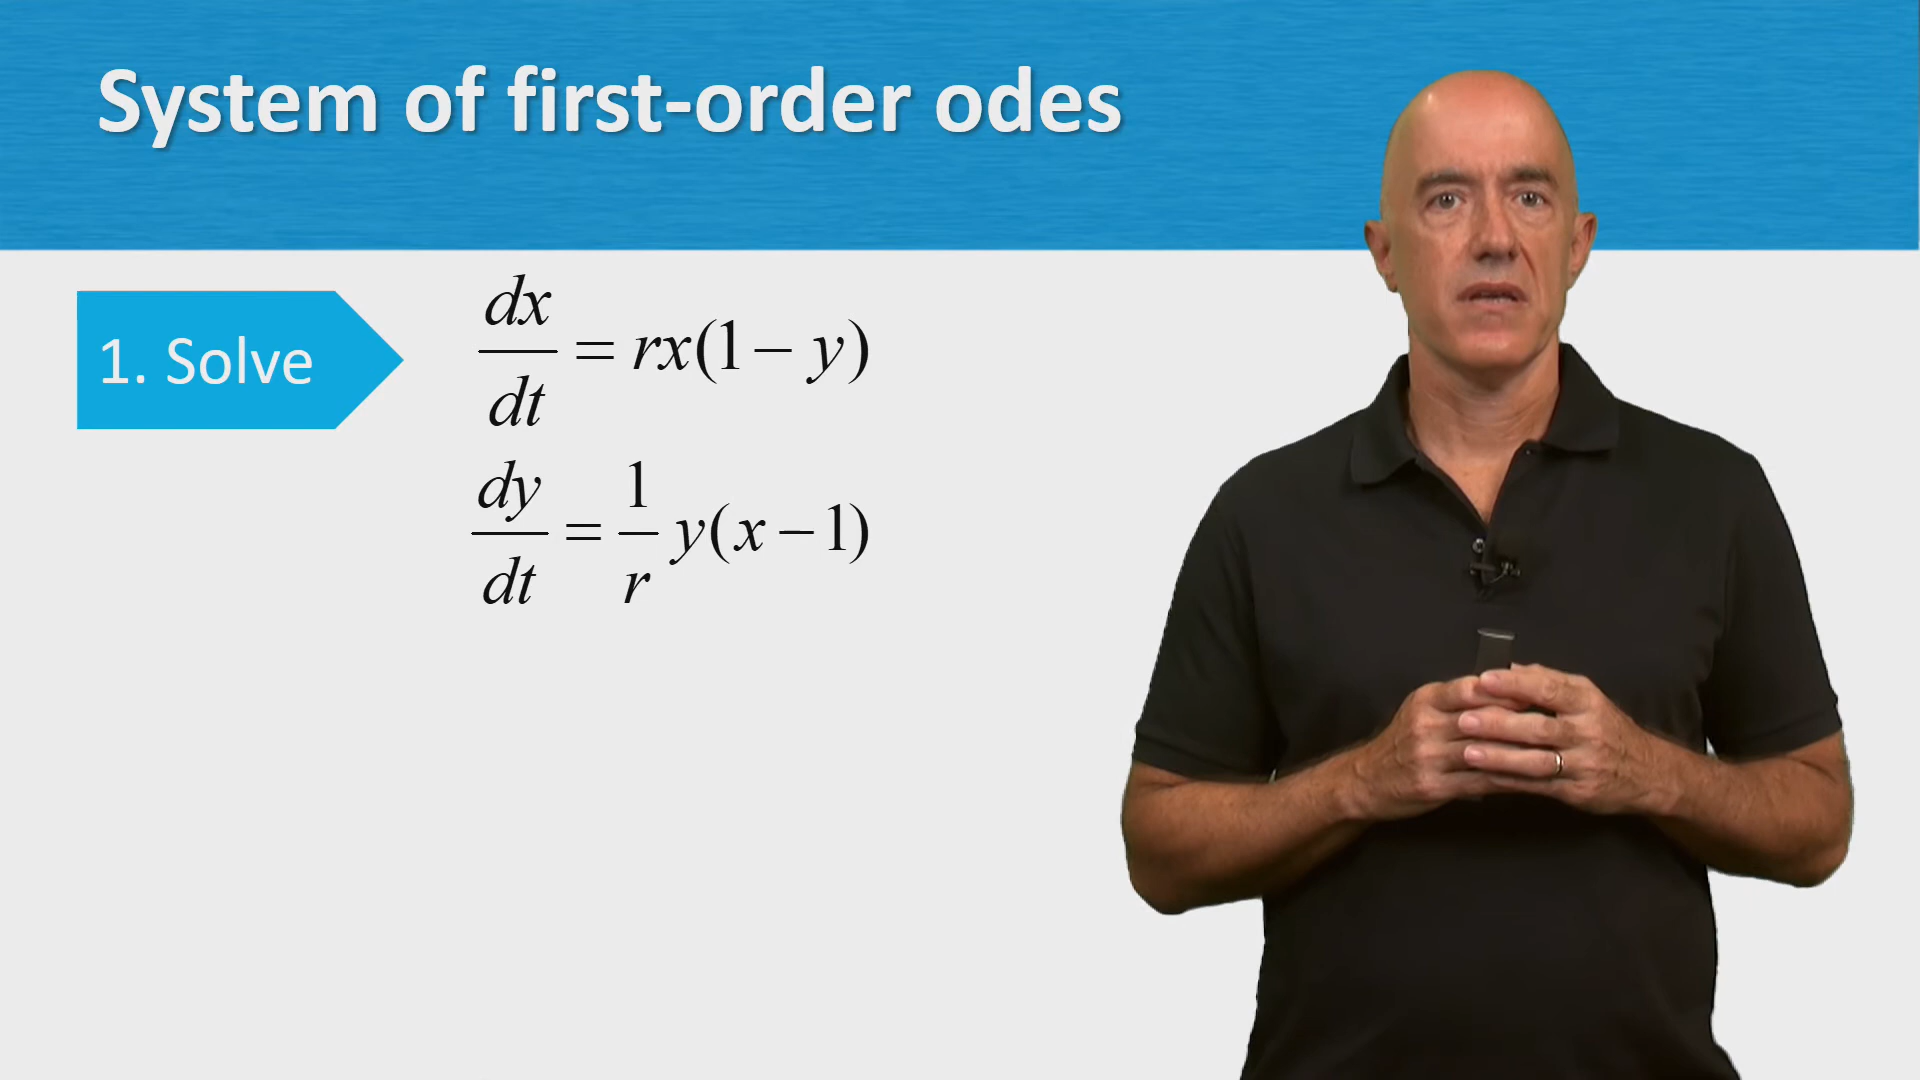 System of first-order odes
1. Solve
dx/dt = rx(1 − y)
dy/dt = 1/r y(x − 1)